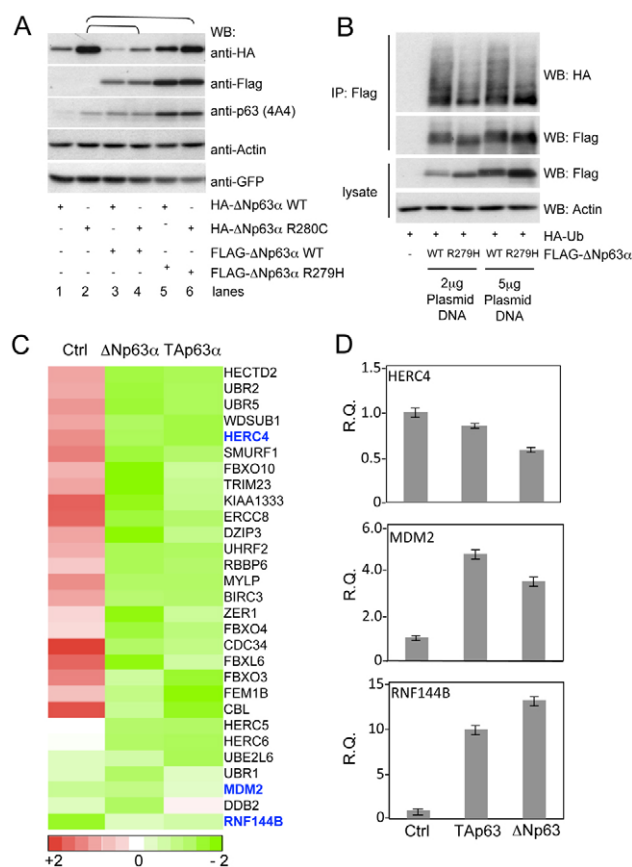 A
WB:
anti-HA
anti-Flag
anti-p63 (4A4)
anti-Actin
anti-GFP
+ - + - + - HA-ΔNp63α WT
- + - + - + HA-ΔNp63α R280C
- - + + - - FLAG-ΔNp63α WT
- - - - + + FLAG-ΔNp63α R279H
1 2 3 4 5 6 lanes
B
IP: Flag
WB: HA
WB: Flag
lysate
WB: Flag
WB: Actin
+ + + + + HA-Ub
- WT R279H WT R279H FLAG-ΔNp63α
2µg Plasmid DNA
5µg Plasmid DNA
C
Ctrl ΔNp63α TAp63α
HECTD2
UBR2
UBR5
WDSUB1
HERC4
SMURF1
FBXO10
TRIM23
KIAA1333
ERCC8
DZIP3
UHRF2
RBBP6
MYLP
BIRC3
ZER1
FBXO4
CDC34
FBXL6
FBXO3
FEM1B
CBL
HERC5
HERC6
UBE2L6
UBR1
MDM2
DDB2
RNF144B
+2 0 -2
D
HERC4
R.Q.
1.5
1.0
0.5
0
MDM2
R.Q.
6.0
4.0
2.0
0
RNF144B
R.Q.
15
10
5
0
Ctrl TAp63 ΔNp63